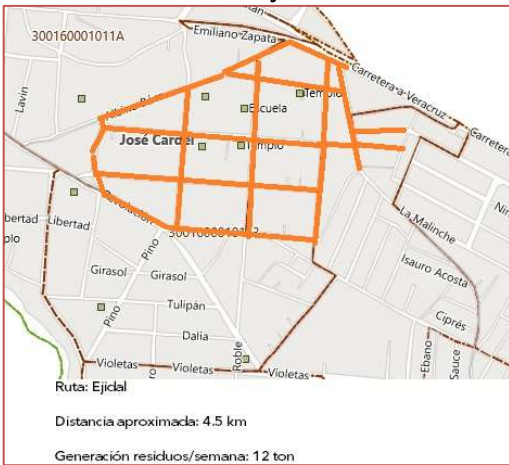 300160001011A
Emiliano Zapata
Lavin
Carretera-a-Veracruz
Carretera
Escuela
Templo
José Cardel
Templo
Revolución
Libertad
Libertad
Pino
La Malinche
Isauro Acosta
Girasol
Girasol
Tulipán
Pino
Dalia
Roble
Ciprés
Ebano
Sauce
Violetas
Violetas
Violetas
Ruta: Ejidal
Distancia aproximada: 4.5 km
Generación residuos/semana: 12 ton